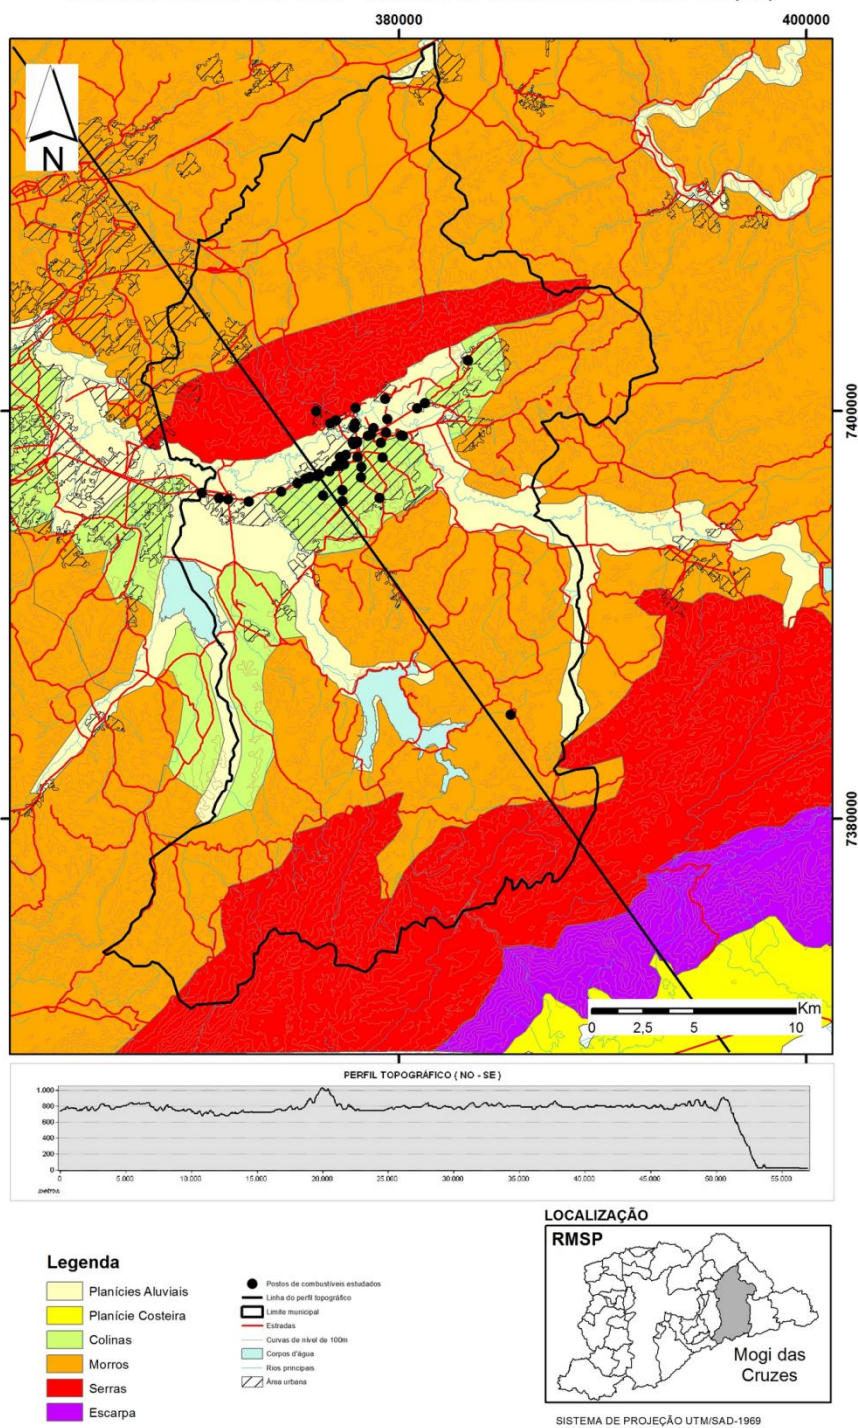 380000
400000
N
7400000
7380000
Km
0 2,5 5 10
PERFIL TOPOGRÁFICO ( NO - SE )
1.000
800
600
400
200
0
0 5.000 10.000 15.000 20.000 25.000 30.000 35.000 40.000 45.000 50.000 55.000
metros
LOCALIZAÇÃO
RMSP
Mogi das
Cruzes
Legenda
Planícies Aluviais
Planície Costeira
Colinas
Morros
Serras
Escarpa
Postos de combustíveis estudados
Linha do perfil topográfico
Limite municipal
Estradas
Curvas de nível de 100m
Corpos d'água
Rios principais
Área urbana
SISTEMA DE PROJEÇÃO UTM/SAD-1969